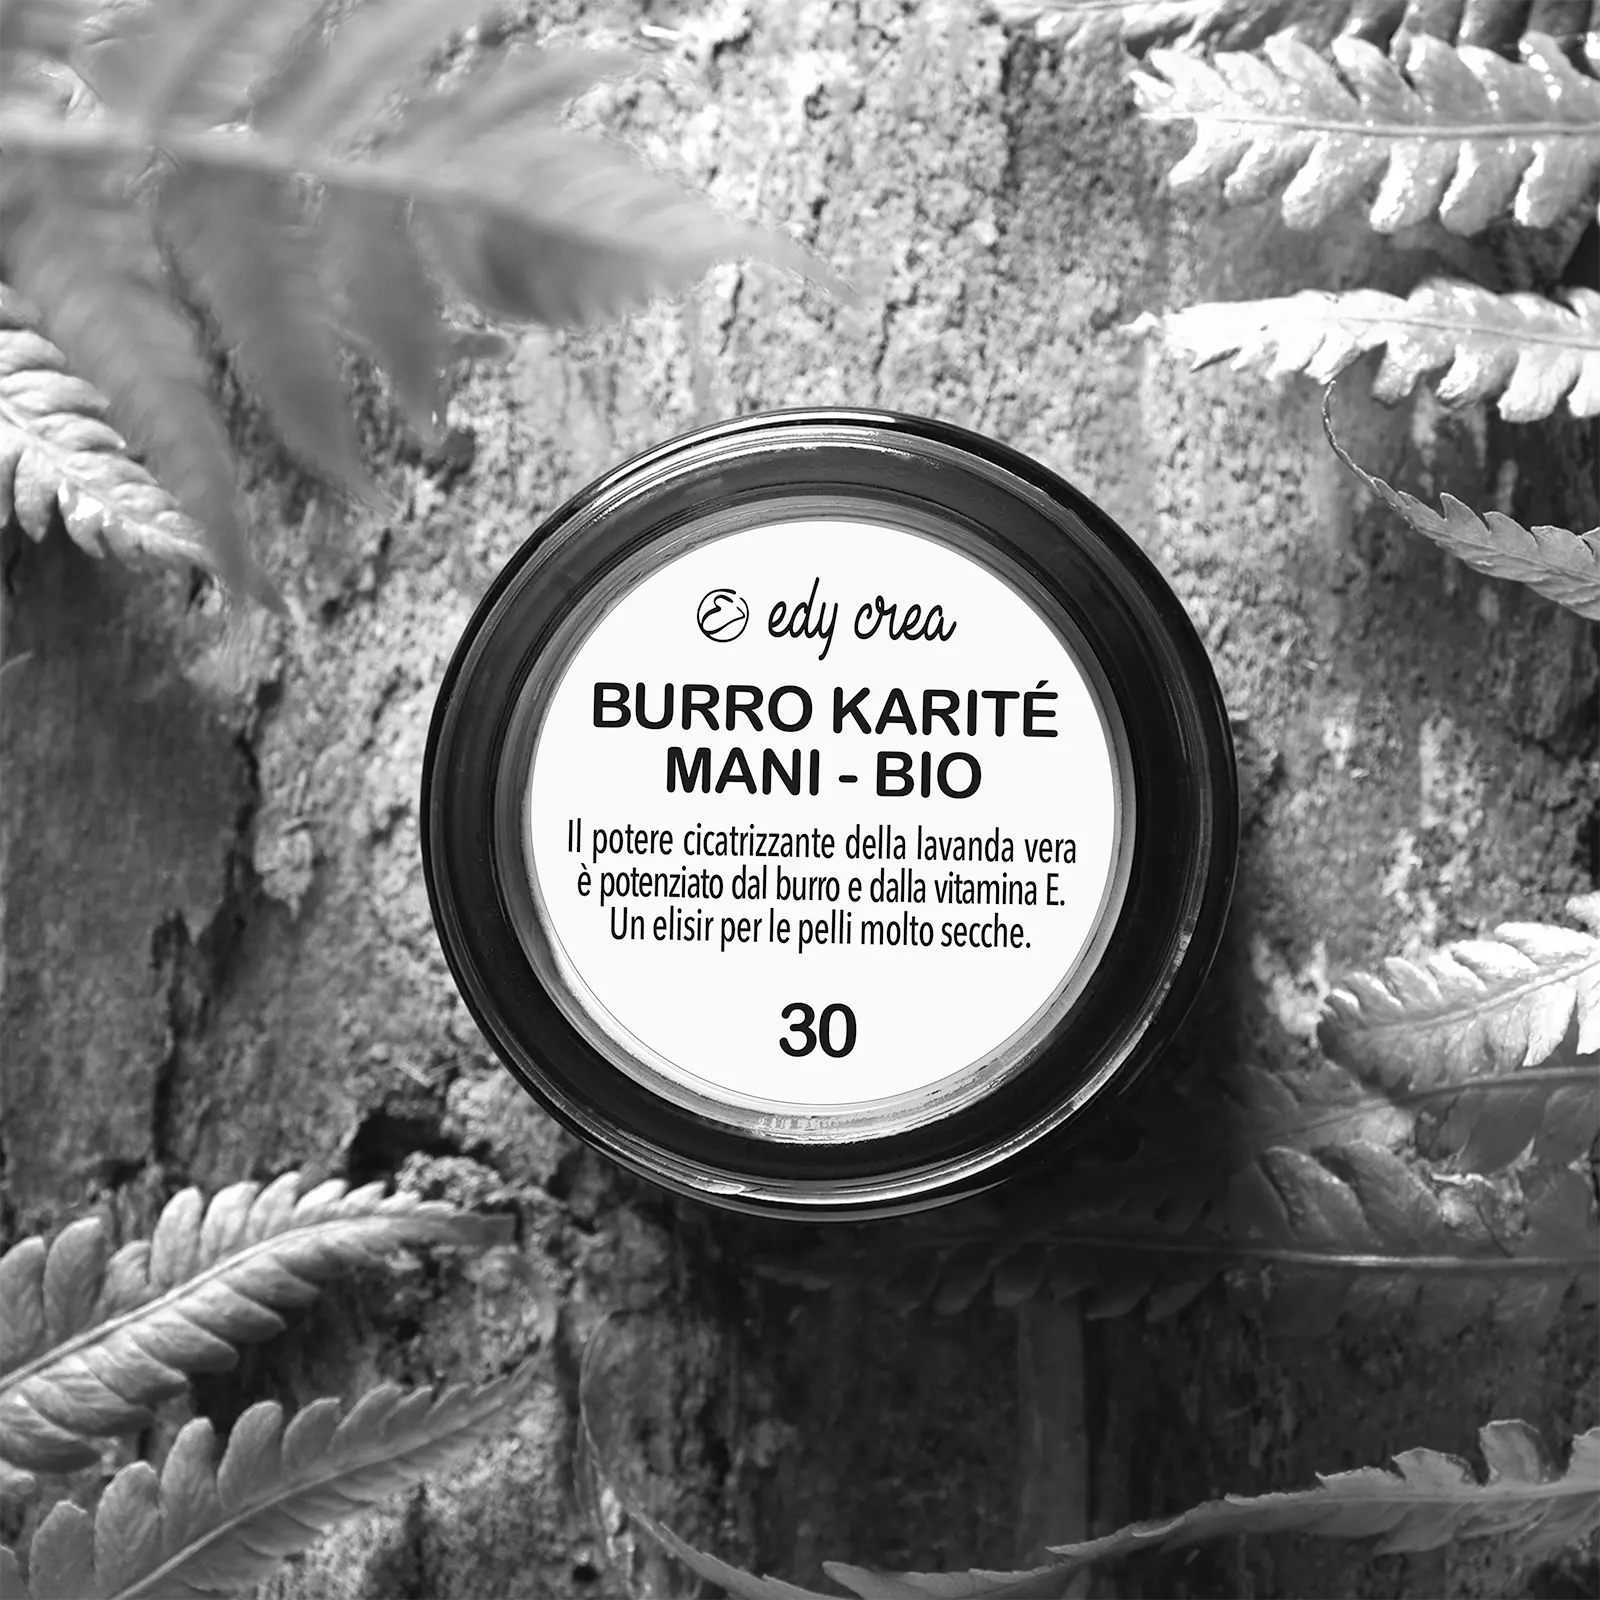 edy crea
BURRO KARITÉ
MANI - BIO
Il potere cicatrizzante della lavanda vera
è potenziato dal burro e dalla vitamina E.
Un elisir per le pelli molto secche.
30